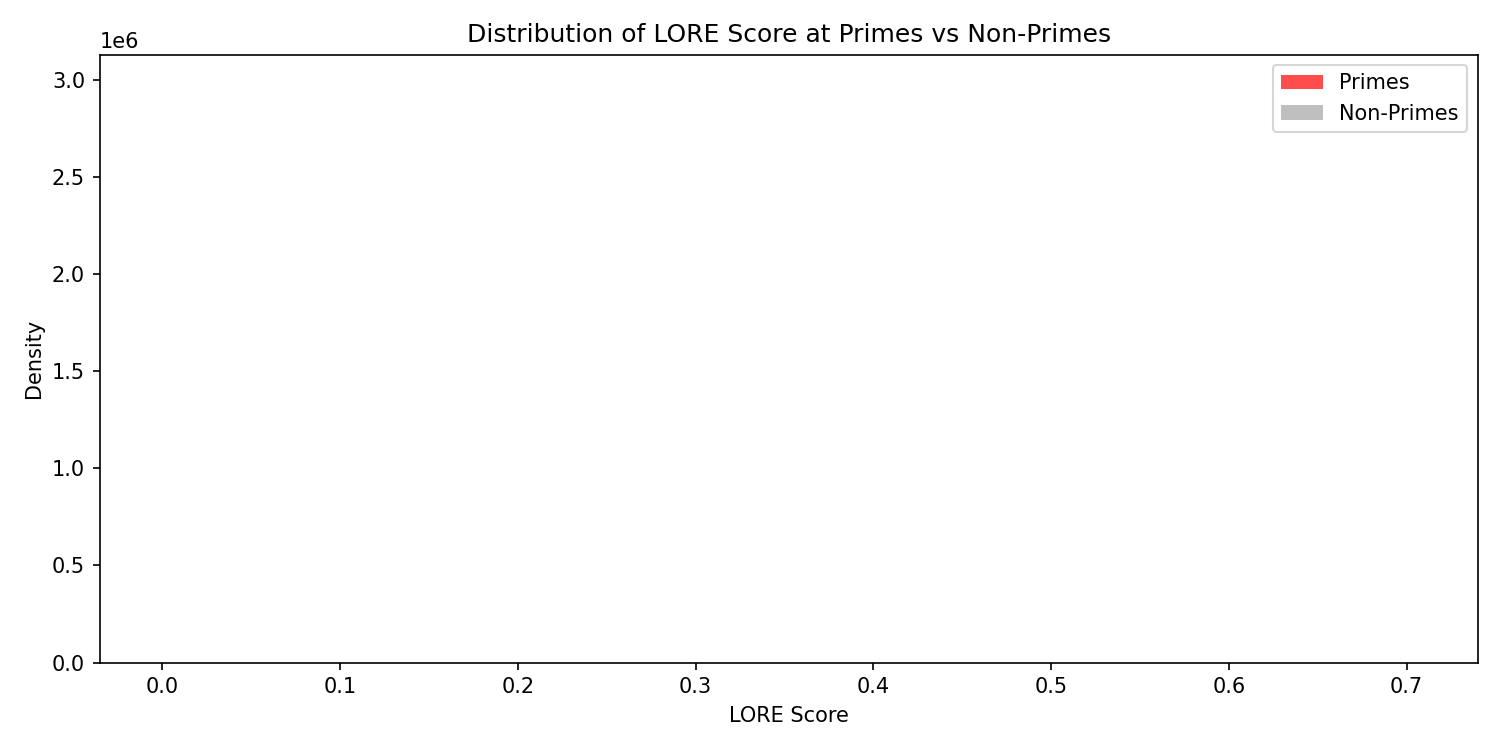 Distribution of LORE Score at Primes vs Non-Primes
1e6
3.0
2.5
2.0
1.5
1.0
0.5
0.0
Density
Primes
Non-Primes
0.0 0.1 0.2 0.3 0.4 0.5 0.6 0.7
LORE Score